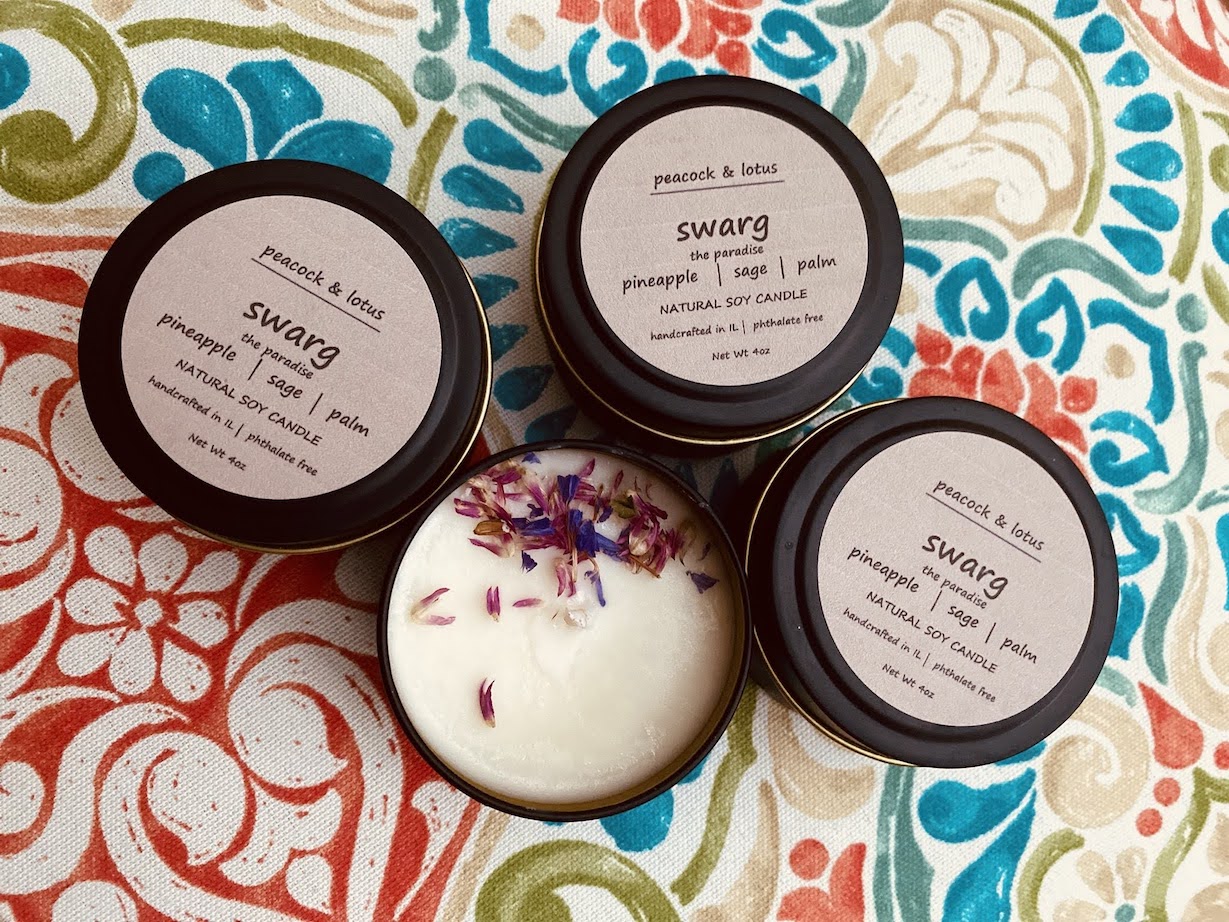 peacock & lotus
swarg
the paradise
pineapple | sage | palm
NATURAL SOY CANDLE
handcrafted in IL | phthalate free
Net Wt 4oz
peacock & lotus
swarg
the paradise
pineapple | sage | palm
NATURAL SOY CANDLE
handcrafted in IL | phthalate free
Net Wt 4oz
peacock & lotus
swarg
the paradise
pineapple | sage | palm
NATURAL SOY CANDLE
handcrafted in IL | phthalate free
Net Wt 4oz